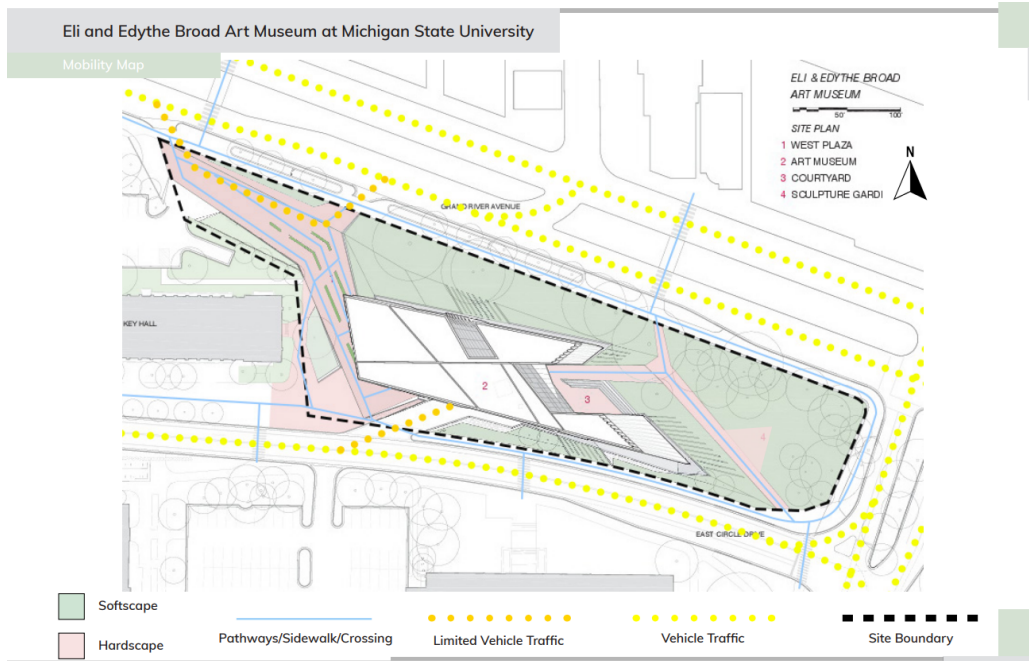 Eli and Edythe Broad Art Museum at Michigan State University
Mobility Map
ELI & EDYTHE BROAD
ART MUSEUM
50'
100'
SITE PLAN
1 WEST PLAZA
2 ART MUSEUM
3 COURTYARD
4 SCULPTURE GARDI
N
GRAND RIVER AVENUE
KEY HALL
2
3
4
EAST CIRCLE DRIVE
Softscape
Hardscape
Pathways/Sidewalk/Crossing
Limited Vehicle Traffic
Vehicle Traffic
Site Boundary